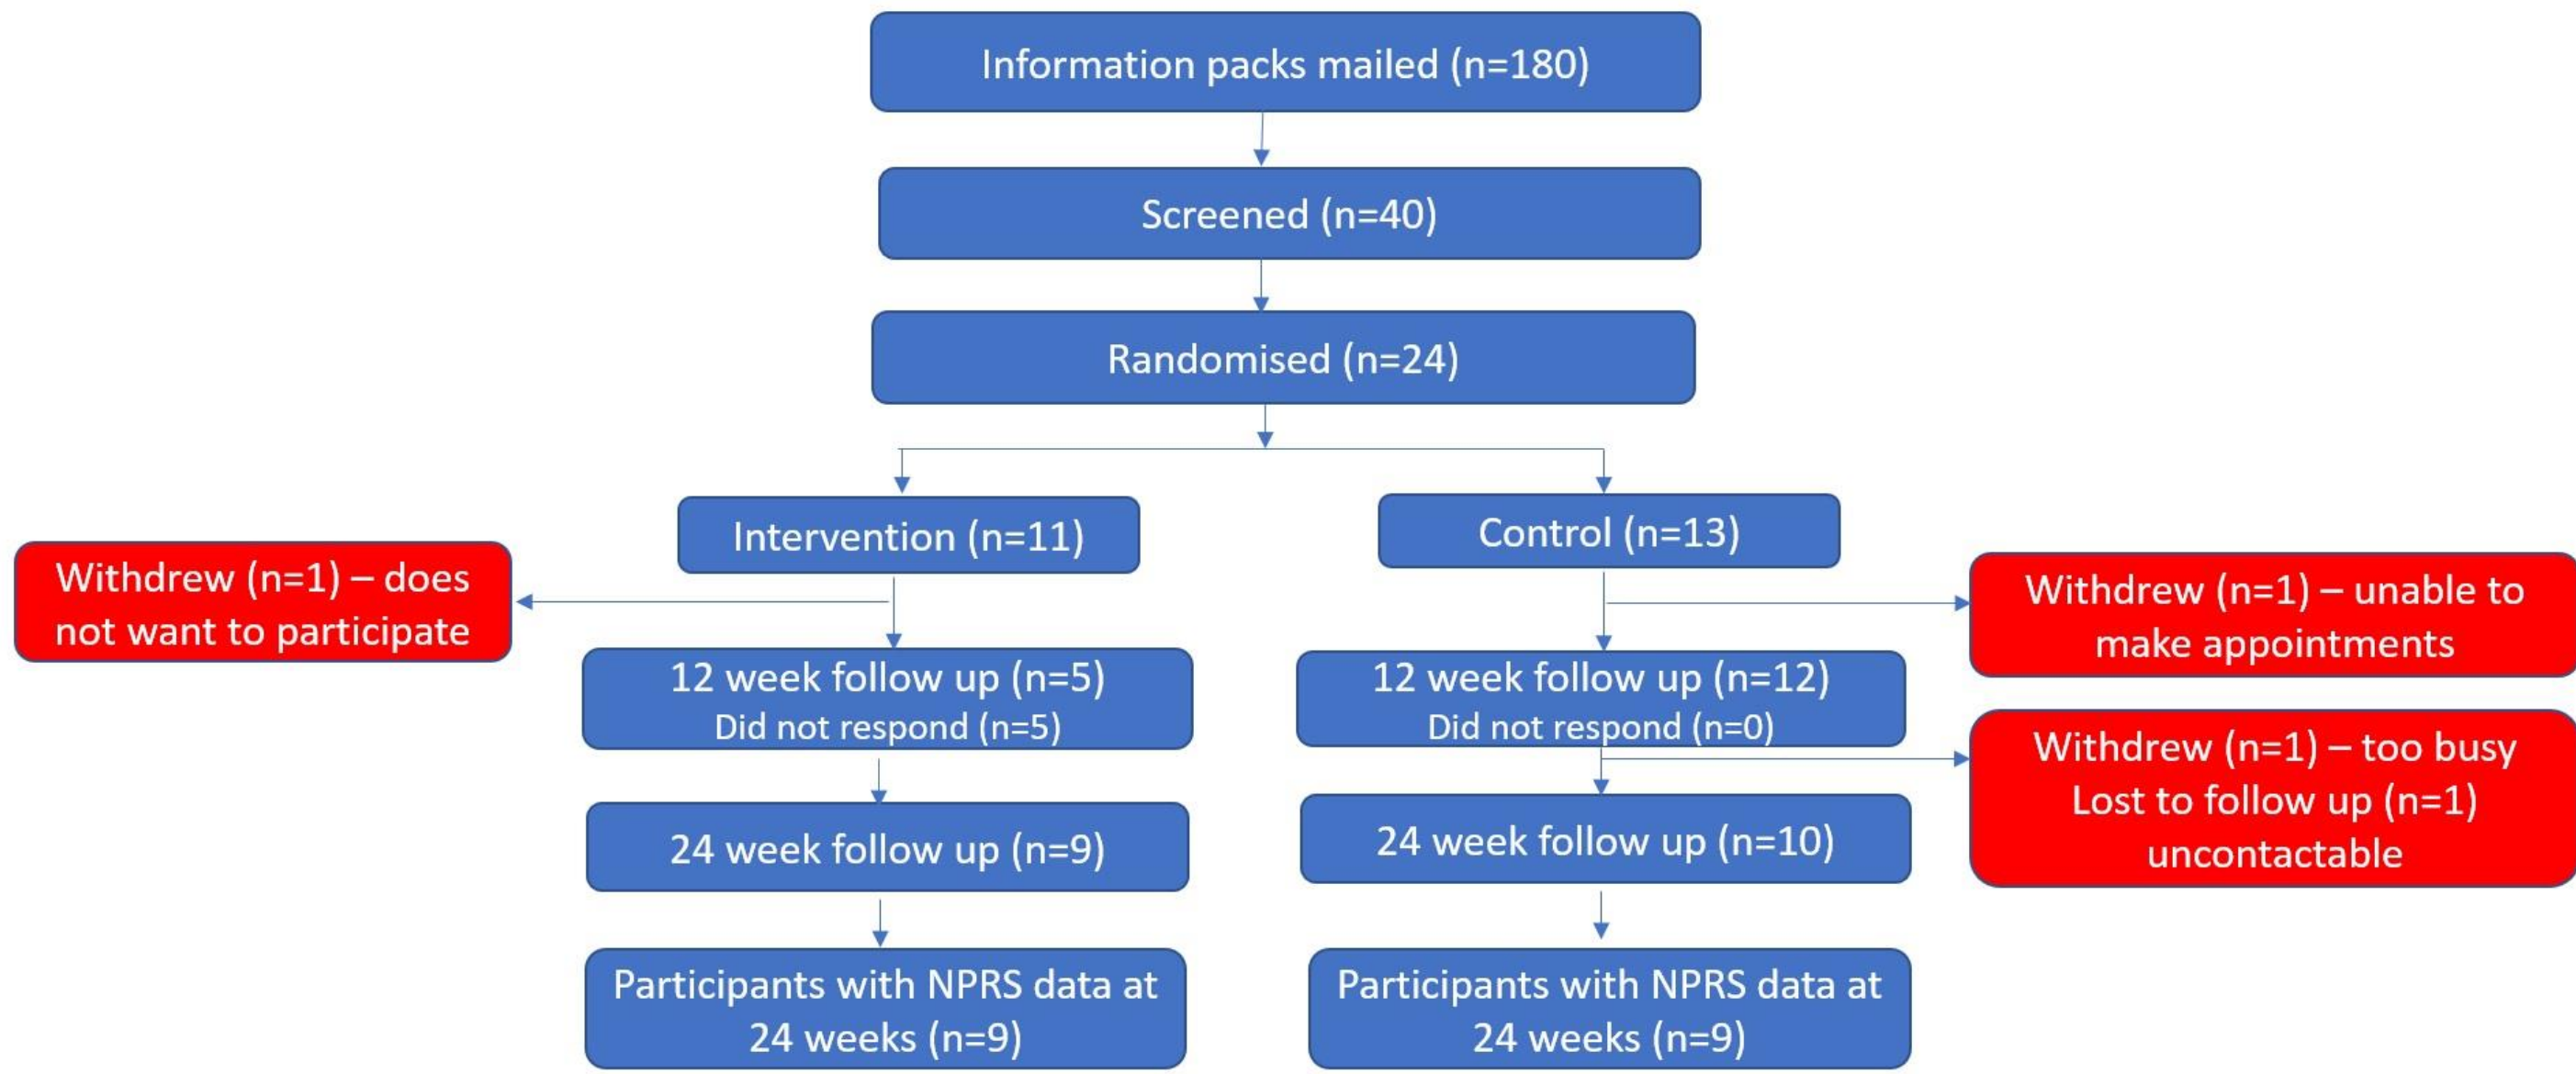 Information packs mailed (n=180)
Screened (n=40)
Randomised (n=24)
Intervention (n=11)
Control (n=13)
Withdrew (n=1) – does
not want to participate
Withdrew (n=1) – unable to
make appointments
12 week follow up (n=5)
Did not respond (n=5)
12 week follow up (n=12)
Did not respond (n=0)
Withdrew (n=1) – too busy
Lost to follow up (n=1)
uncontactable
24 week follow up (n=9)
24 week follow up (n=10)
Participants with NPRS data at
24 weeks (n=9)
Participants with NPRS data at
24 weeks (n=9)